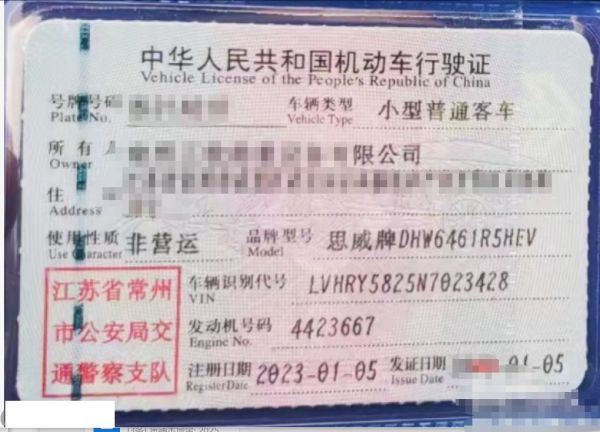 中华人民共和国机动车行驶证
Vehicle License of the People's Republic of China
号牌号码
Plate No.
车辆类型 小型普通客车
Vehicle Type
所有人 有限公司
Owner
住
Address
使用性质 非营运
Use Character
品牌型号 思威牌DHW6461R5HEV
Model
江苏省常州
市公安局交
通警察支队
车辆识别代号 LVHRY5825N7023428
VIN
发动机号码 4423667
Engine No.
注册日期 2023-01-05
Register Date
发证日期 -01-05
Issue Date